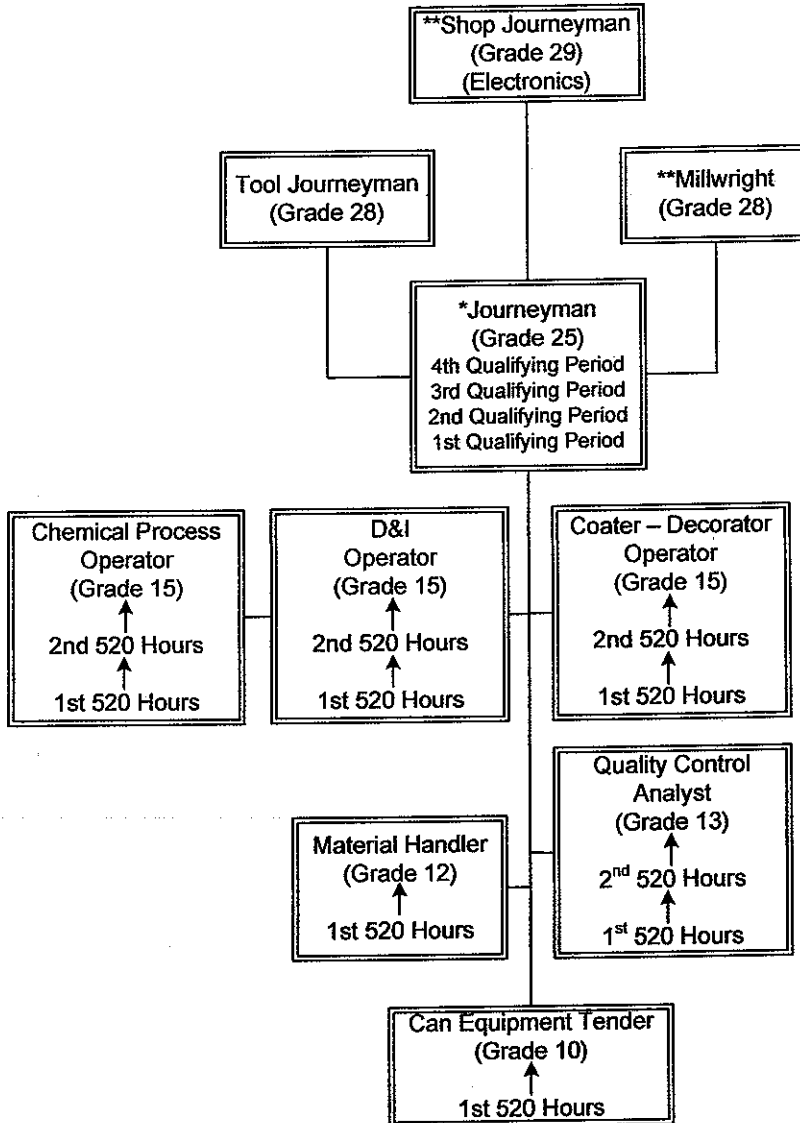 **Shop Journeyman
(Grade 29)
(Electronics)
Tool Journeyman
(Grade 28)
**Millwright
(Grade 28)
*Journeyman
(Grade 25)
4th Qualifying Period
3rd Qualifying Period
2nd Qualifying Period
1st Qualifying Period
Chemical Process
Operator
(Grade 15)
2nd 520 Hours
1st 520 Hours
D&I
Operator
(Grade 15)
2nd 520 Hours
1st 520 Hours
Coater – Decorator
Operator
(Grade 15)
2nd 520 Hours
1st 520 Hours
Quality Control
Analyst
(Grade 13)
2nd 520 Hours
1st 520 Hours
Material Handler
(Grade 12)
1st 520 Hours
Can Equipment Tender
(Grade 10)
1st 520 Hours